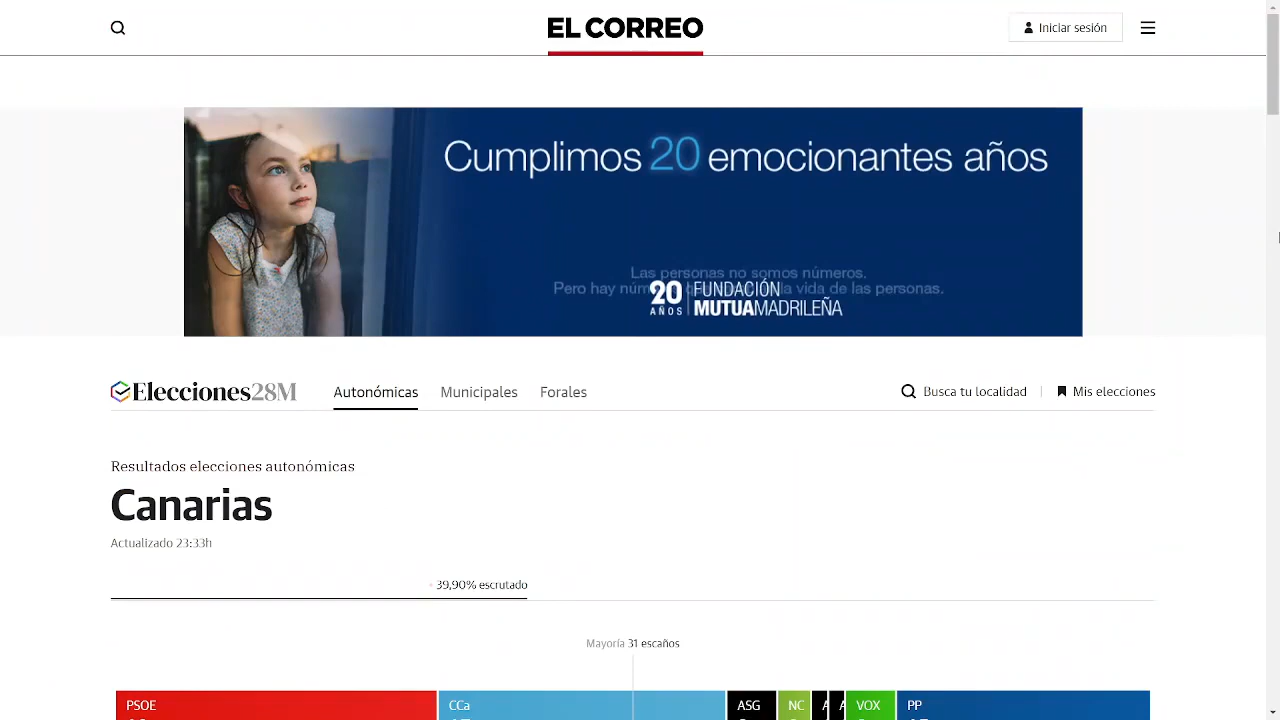 EL CORREO
Iniciar sesión
Cumplimos 20 emocionantes años
Las personas no somos números.
Pero hay núm la vida de las personas.
20 AÑOS FUNDACIÓN MUTUAMADRILEÑA
Elecciones28M
Autonómicas Municipales Forales
Busca tu localidad
Mis elecciones
Resultados elecciones autonómicas
Canarias
Actualizado 23:33h
39,90% escrutado
Mayoría 31 escaños
PSOE CCa ASG NC A A VOX PP